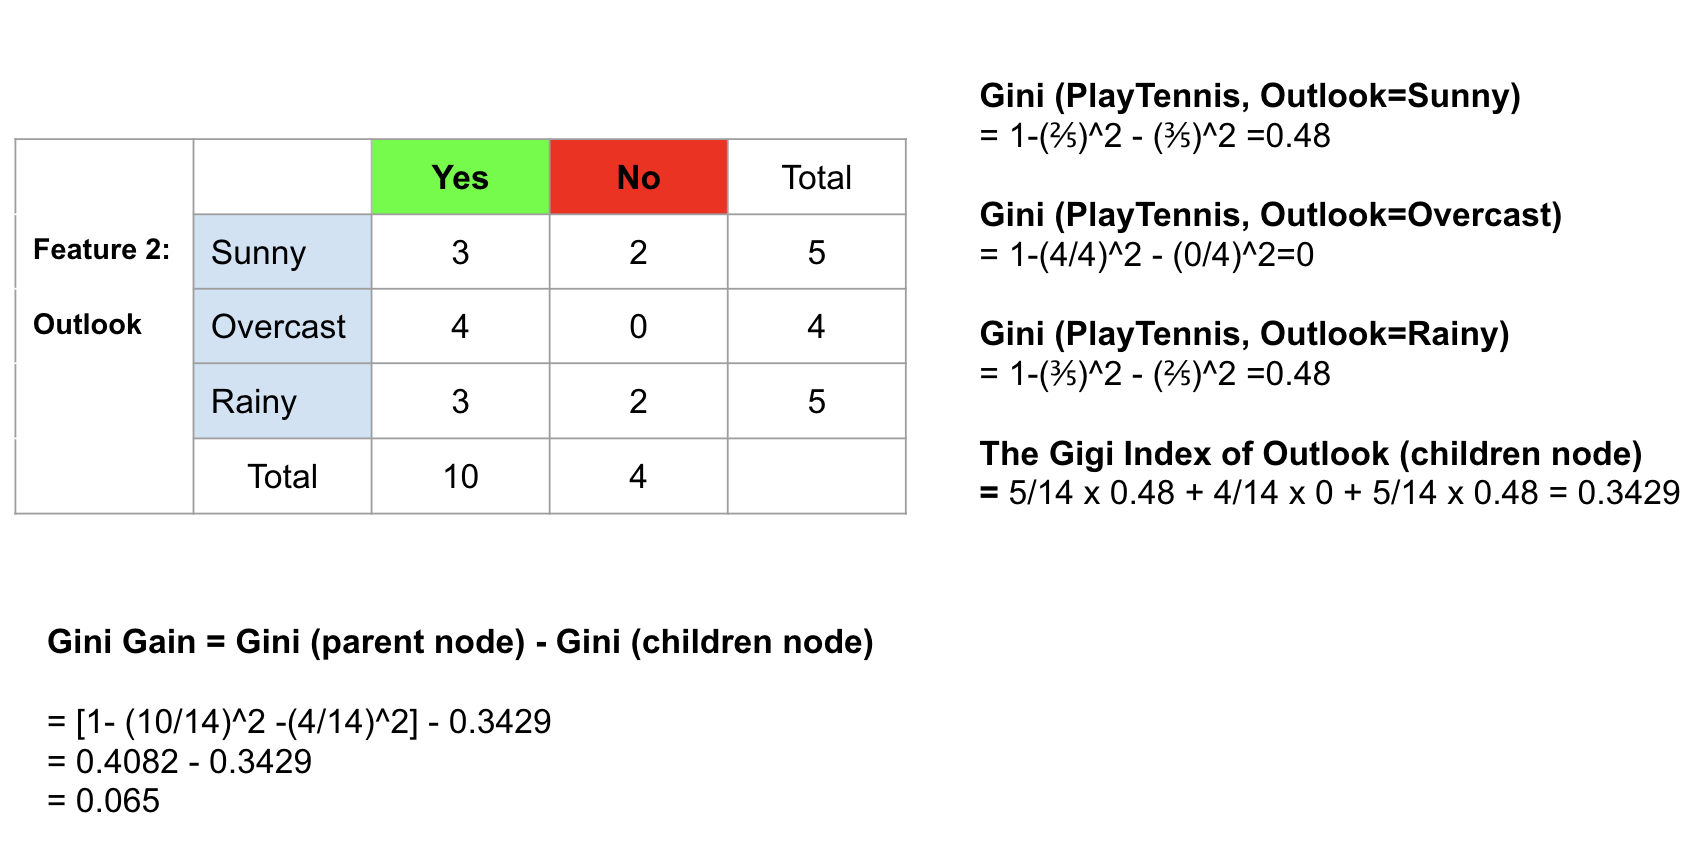 Yes No Total
Feature 2: Sunny 3 2 5
Outlook Overcast 4 0 4
Rainy 3 2 5
Total 10 4
Gini (PlayTennis, Outlook=Sunny)
= 1-(⅖)^2 - (⅗)^2 =0.48
Gini (PlayTennis, Outlook=Overcast)
= 1-(4/4)^2 - (0/4)^2=0
Gini (PlayTennis, Outlook=Rainy)
= 1-(⅗)^2 - (⅖)^2 =0.48
The Gigi Index of Outlook (children node)
= 5/14 x 0.48 + 4/14 x 0 + 5/14 x 0.48 = 0.3429
Gini Gain = Gini (parent node) - Gini (children node)
= [1- (10/14)^2 -(4/14)^2] - 0.3429
= 0.4082 - 0.3429
= 0.065